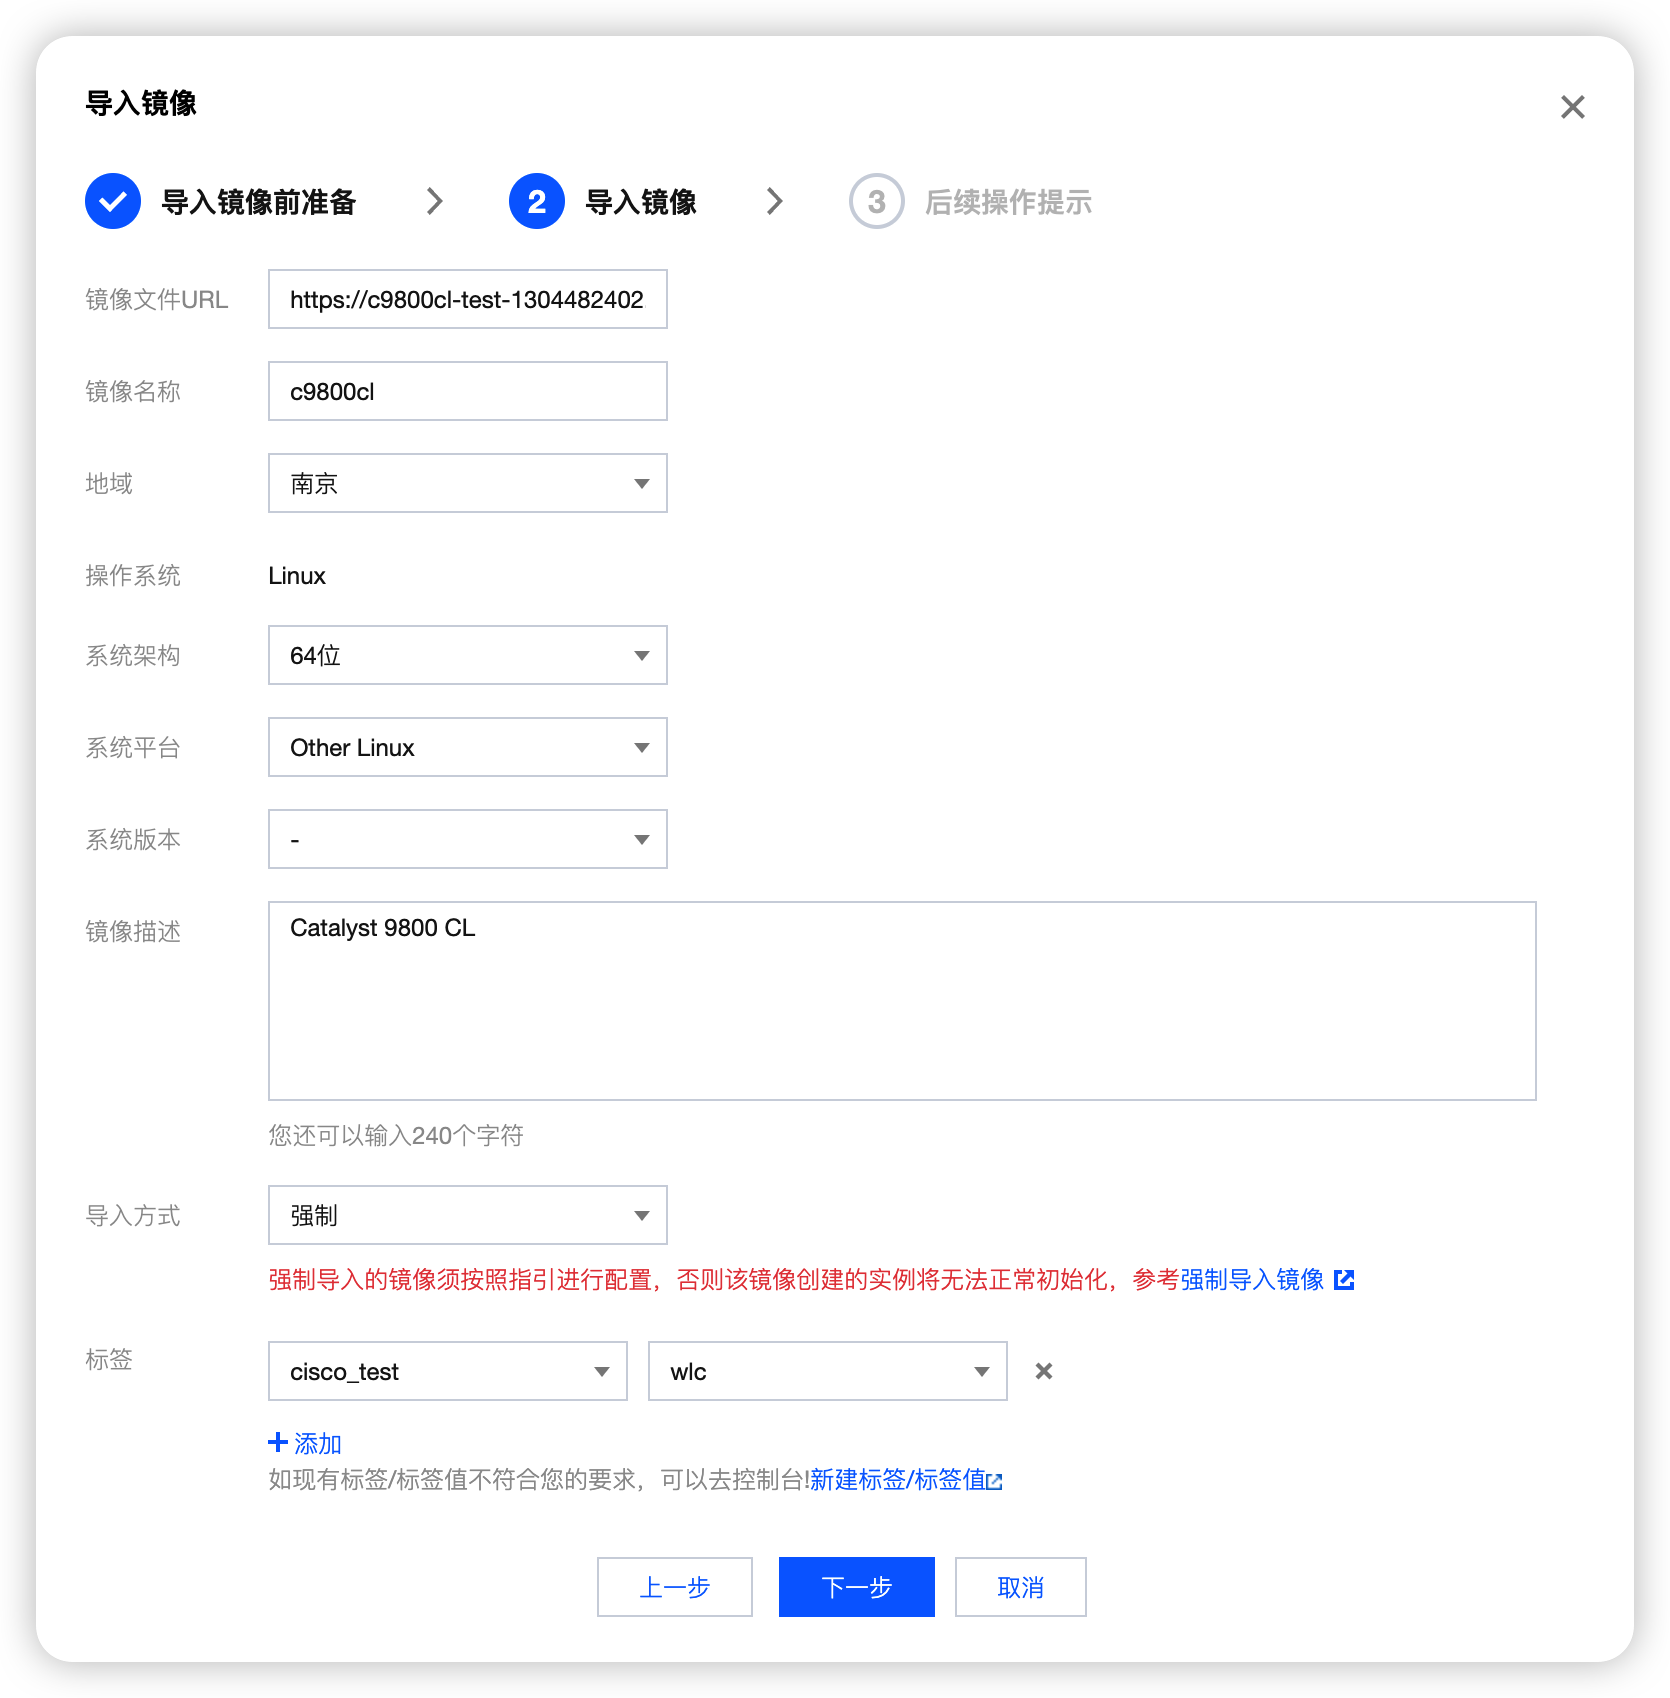 导入镜像
导入镜像前准备
2 导入镜像
3 后续操作提示
镜像文件URL https://c9800cl-test-1304482402
镜像名称 c9800cl
地域 南京
操作系统 Linux
系统架构 64位
系统平台 Other Linux
系统版本 -
镜像描述 Catalyst 9800 CL
您还可以输入240个字符
导入方式 强制
强制导入的镜像须按照指引进行配置，否则该镜像创建的实例将无法正常初始化，参考强制导入镜像
标签 cisco_test wlc
添加
如现有标签/标签值不符合您的要求，可以去控制台!新建标签/标签值
上一步 下一步 取消